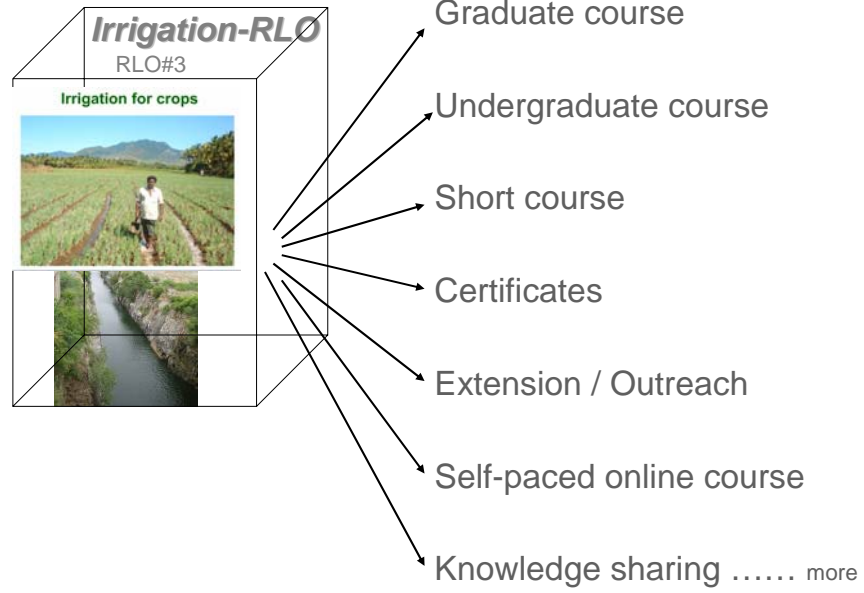 Irrigation-RLO
RLO#3
Irrigation for crops
Graduate course
Undergraduate course
Short course
Certificates
Extension / Outreach
Self-paced online course
Knowledge sharing …… more